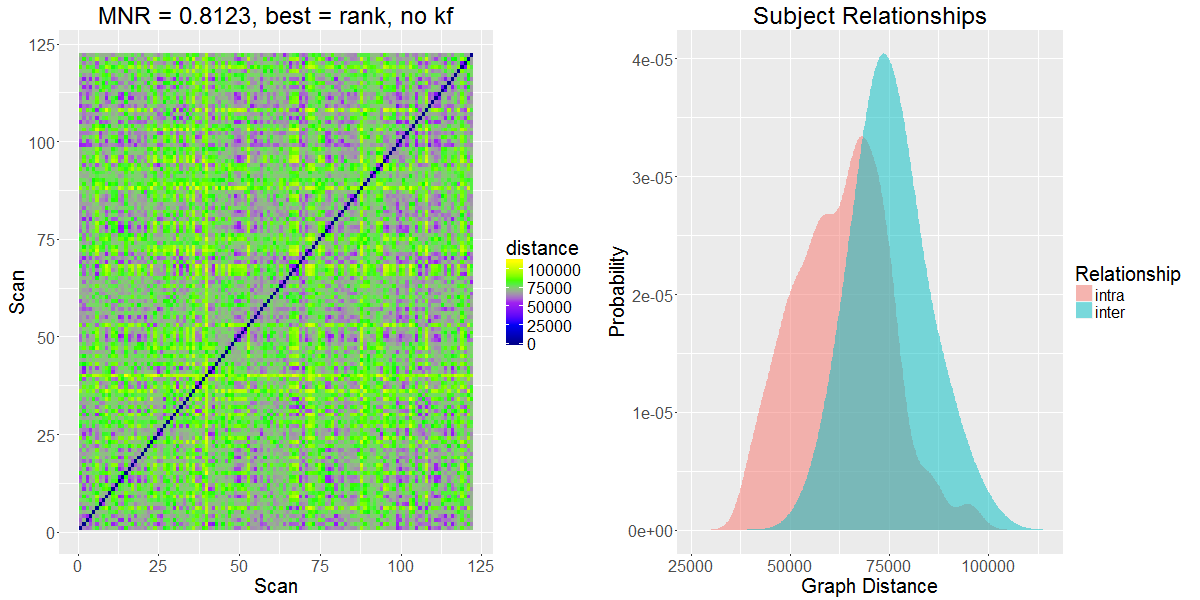 MNR = 0.8123, best = rank, no kf
125
100
75
50
25
0
Scan
0 25 50 75 100 125
Scan
distance
100000
75000
50000
25000
0
Subject Relationships
4e-05
3e-05
2e-05
1e-05
0e+00
Probability
25000 50000 75000 100000
Graph Distance
Relationship
intra
inter